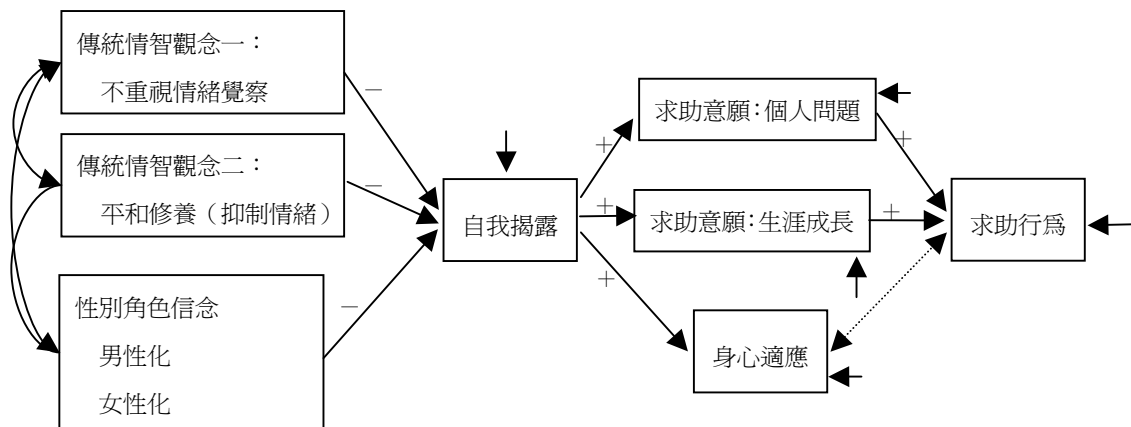 傳統情智觀念一：
不重視情緒覺察
傳統情智觀念二：
平和修養（抑制情緒）
性別角色信念
男性化
女性化
－
－
－
自我揭露
＋
＋
＋
求助意願：個人問題
求助意願：生涯成長
身心適應
＋
＋
求助行爲